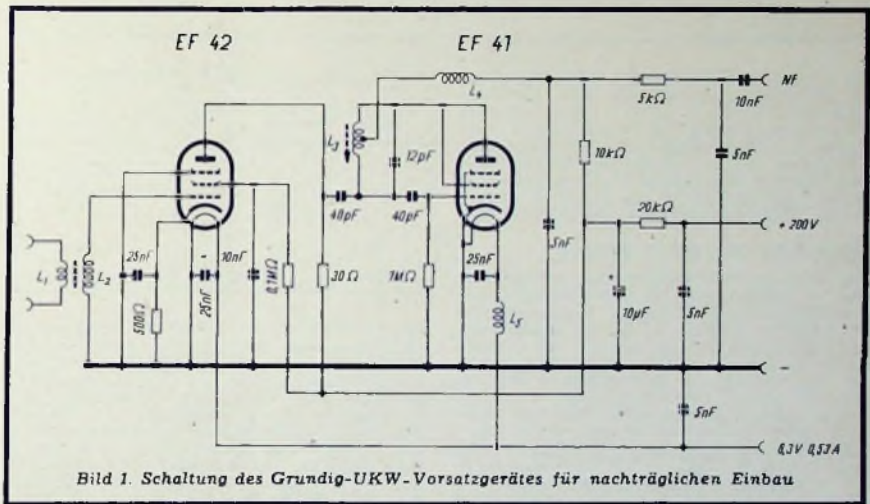 EF 42
EF 41
L₄
5kΩ
10nF
NF
L₃
12pF
10kΩ
5nF
40pF
40pF
20kΩ
+200V
L₁
L₂
25nF
500Ω
25nF
10nF
0,1MΩ
30Ω
1MΩ
25nF
L₅
5nF
+
10μF
5nF
-
5nF
6,3V 0,53A
Bild 1. Schaltung des Grundig-UKW-Vorsatzgerätes für nachträglichen Einbau